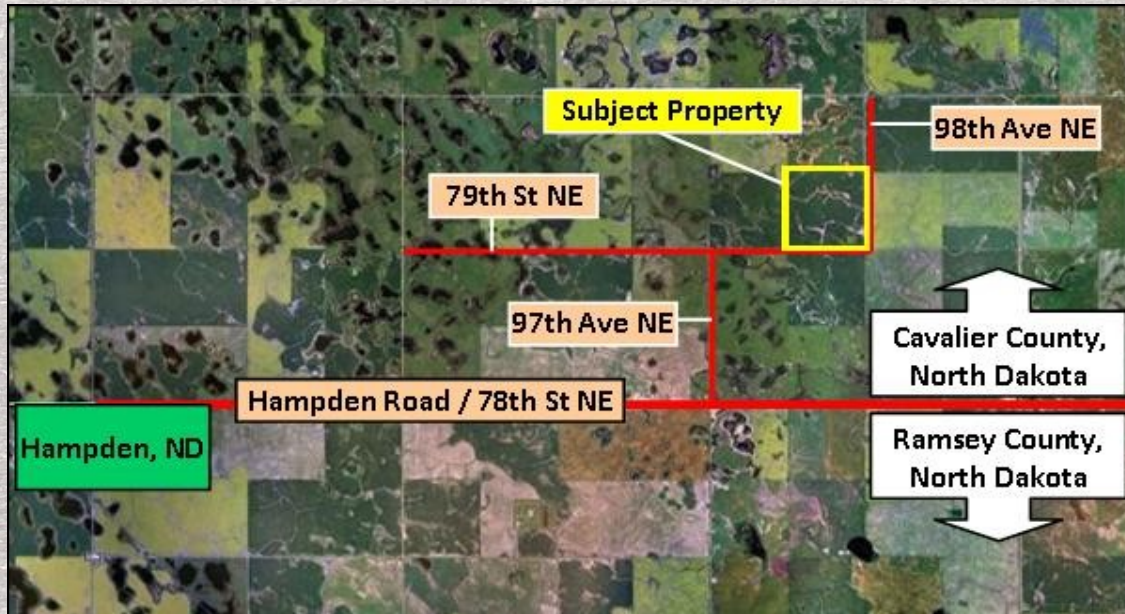 Subject Property
98th Ave NE
79th St NE
97th Ave NE
Cavalier County,
North Dakota
Hampden Road / 78th St NE
Hampden, ND
Ramsey County,
North Dakota